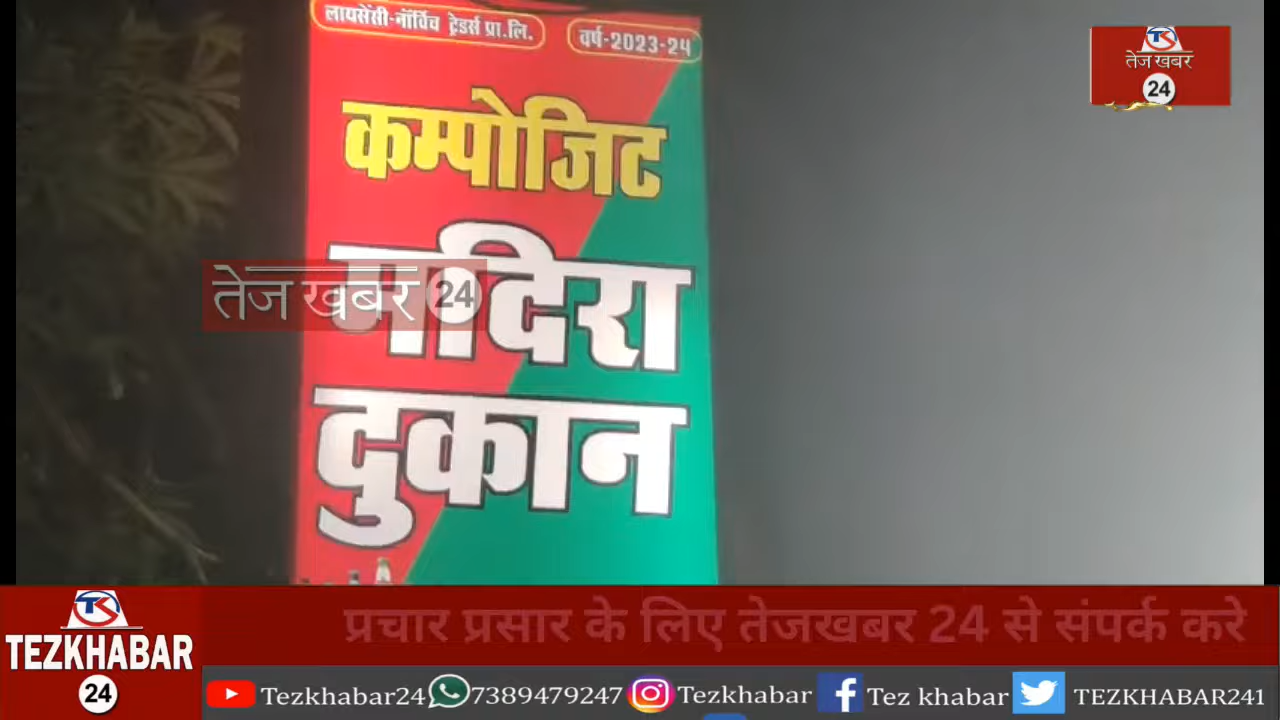 लायसेंसी-नॉर्विच ट्रेडर्स प्रा.लि.
वर्ष-2023-24
तेज खबर
24
कम्पोजिट
मदिरा
तेज खबर 24
दुकान
प्रचार प्रसार के लिए तेजखबर 24 से संपर्क करे
TEZKHABAR
24
Tezkhabar24
7389479247
Tezkhabar
Tez khabar
TEZKHABAR241